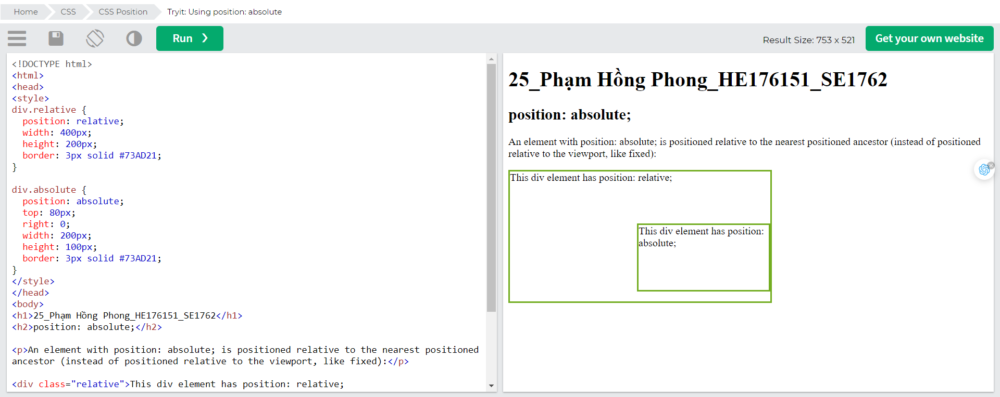 Home CSS CSS Position Tryit: Using position: absolute
Run ❯
Result Size: 753 x 521
Get your own website
<!DOCTYPE html>
<html>
<head>
<style>
div.relative {
  position: relative;
  width: 400px;
  height: 200px;
  border: 3px solid #73AD21;
}

div.absolute {
  position: absolute;
  top: 80px;
  right: 0;
  width: 200px;
  height: 100px;
  border: 3px solid #73AD21;
}
</style>
</head>
<body>
<h1>25_Phạm Hồng Phong_HE176151_SE1762</h1>
<h2>position: absolute;</h2>

<p>An element with position: absolute; is positioned relative to the nearest positioned
ancestor (instead of positioned relative to the viewport, like fixed):</p>

<div class="relative">This div element has position: relative;
25_Phạm Hồng Phong_HE176151_SE1762
position: absolute;
An element with position: absolute; is positioned relative to the nearest positioned ancestor (instead of positioned
relative to the viewport, like fixed):
This div element has position: relative;
This div element has position:
absolute;